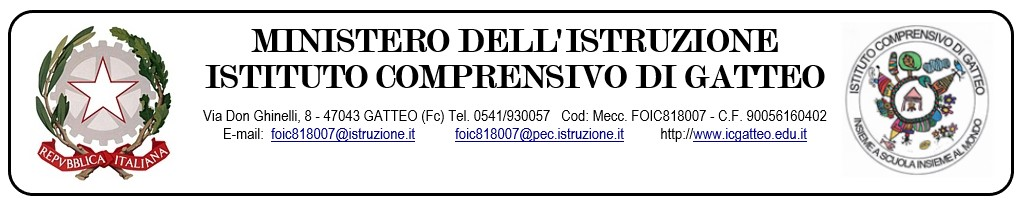 MINISTERO DELL'ISTRUZIONE
ISTITUTO COMPRENSIVO DI GATTEO
Via Don Ghinelli, 8 - 47043 GATTEO (Fc) Tel. 0541/930057 Cod: Mecc. FOIC818007 - C.F. 90056160402
E-mail: foic818007@istruzione.it foic818007@pec.istruzione.it http://www.icgatteo.edu.it
REPVBBLICA ITALIANA
ISTITUTO COMPRENSIVO DI GATTEO
INSIEME A SCUOLA INSIEME AL MONDO